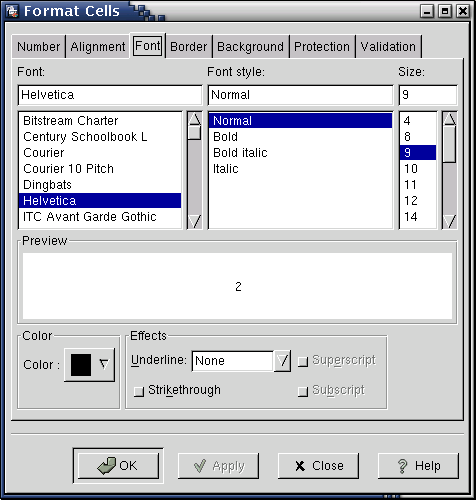 Format Cells
Number Alignment Font Border Background Protection Validation
Font: Font style: Size:
Helvetica Normal 9
Bitstream Charter Normal 4
Century Schoolbook L Bold 8
Courier Bold italic 9
Courier 10 Pitch Italic 10
Dingbats 11
Helvetica 12
ITC Avant Garde Gothic 14
Preview
2
Color Effects
Color : Underline: None Superscript
Strikethrough Subscript
OK Apply Close Help